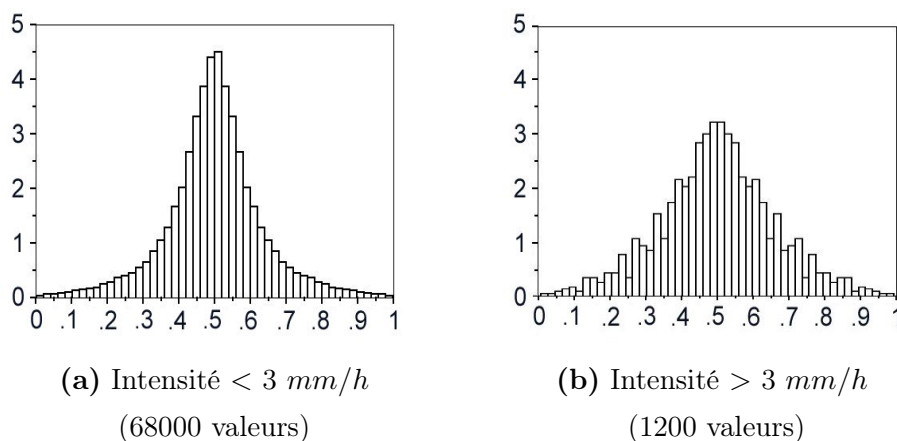 5
4
3
2
1
0
0 .1 .2 .3 .4 .5 .6 .7 .8 .9 1
(a) Intensité < 3 mm/h
(68000 valeurs)
5
4
3
2
1
0
0 .1 .2 .3 .4 .5 .6 .7 .8 .9 1
(b) Intensité > 3 mm/h
(1200 valeurs)